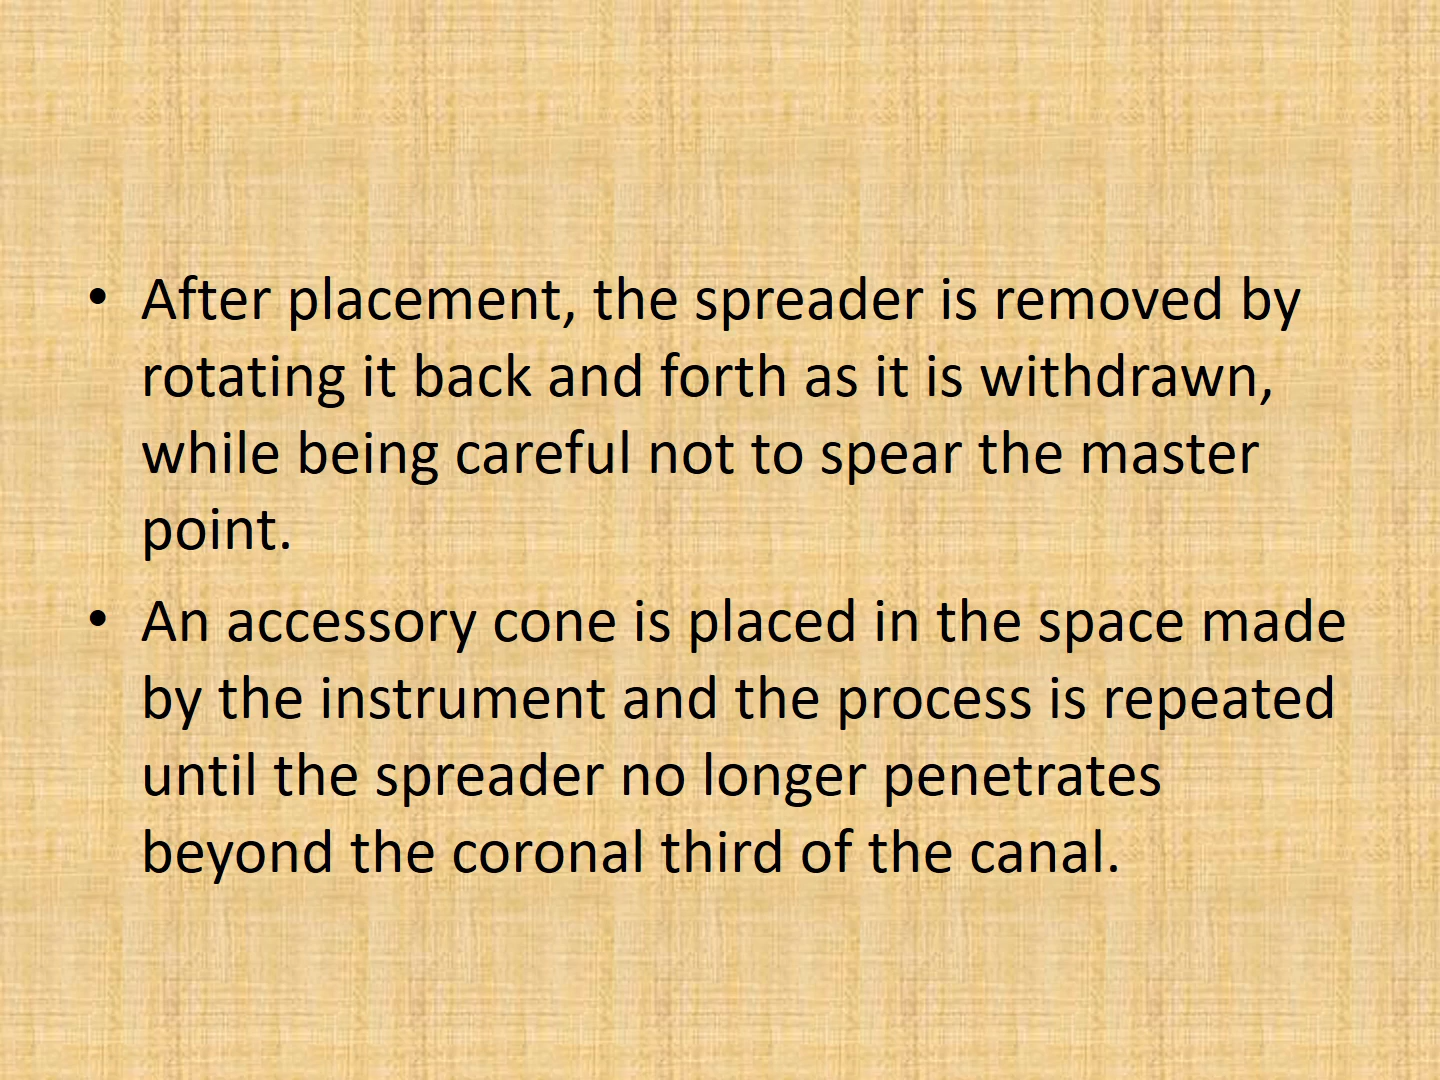 • After placement, the spreader is removed by
rotating it back and forth as it is withdrawn,
while being careful not to spear the master
point.
• An accessory cone is placed in the space made
by the instrument and the process is repeated
until the spreader no longer penetrates
beyond the coronal third of the canal.